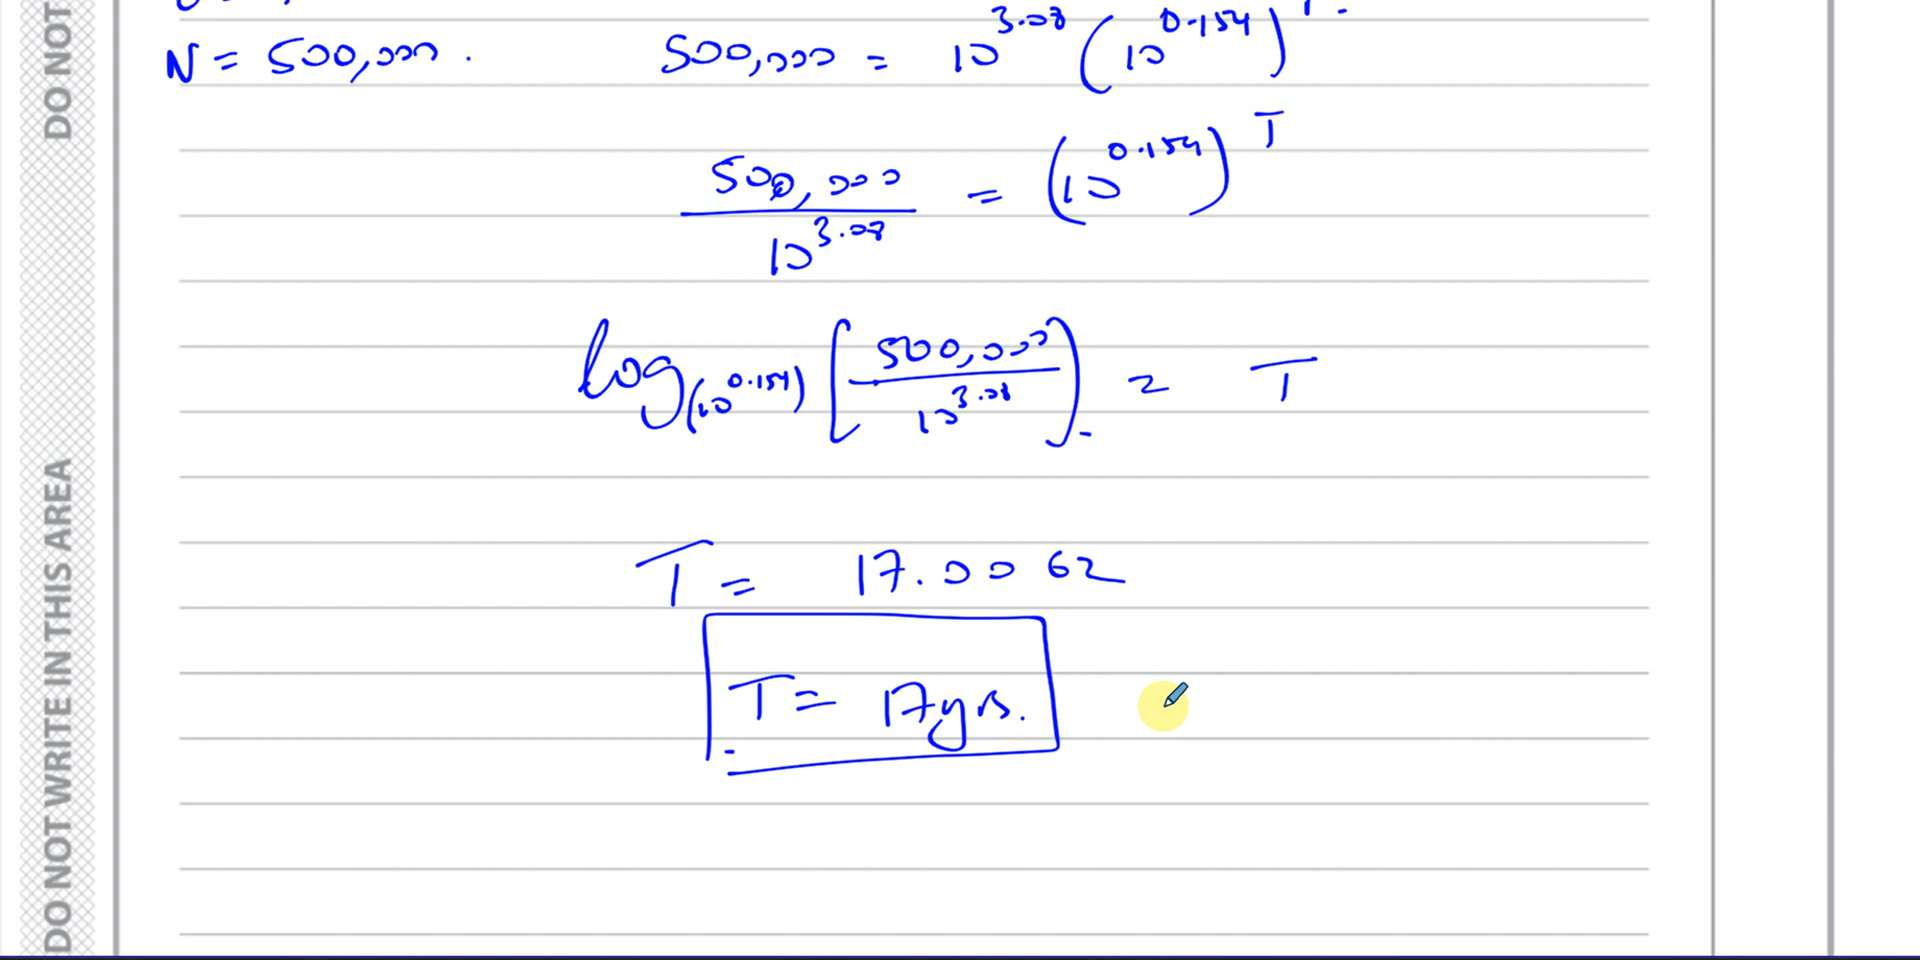 DO NOT
N = 500,000. 500,000 = 10^3.08 (10^0.154)^T.
500,000 / 10^3.08 = (10^0.154)^T
log_(10^0.154) [500,000 / 10^3.08] = T
T = 17.0062
T = 17yrs.
DO NOT WRITE IN THIS AREA